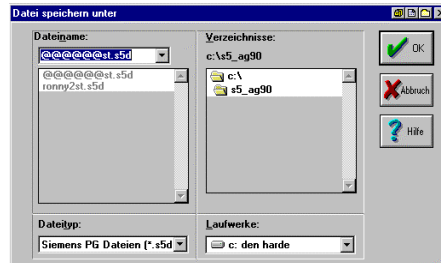 Datei speichern unter
Dateiname:
@@@@@@st.s5d
@@@@@@st.s5d
ronny2st.s5d
Verzeichnisse:
c:\s5_ag90
c:\
s5_ag90
OK
Abbruch
Hilfe
Dateityp:
Siemens PG Dateien (*.s5d
Laufwerke:
c: den harde